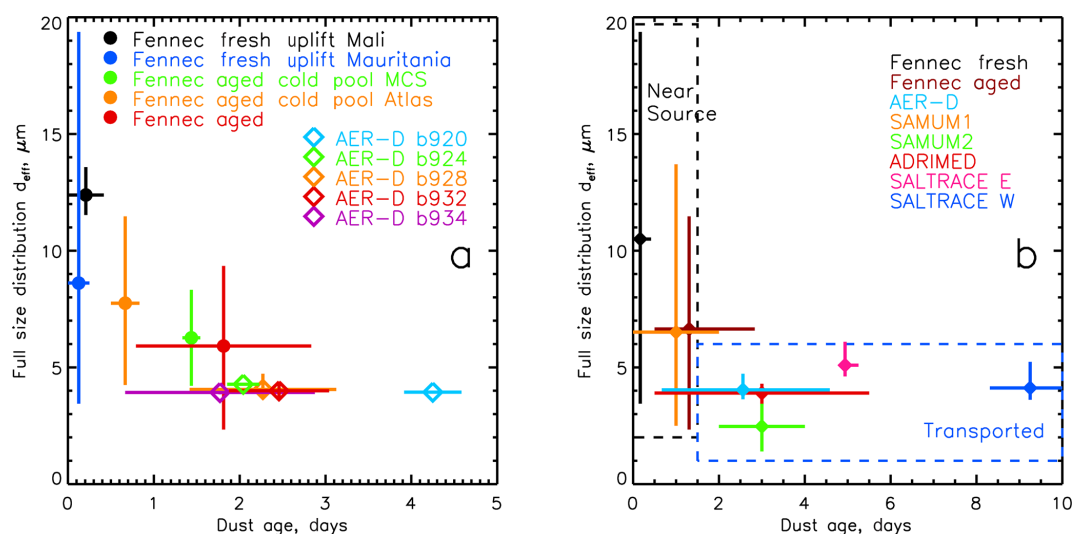 Full size distribution d_eff, μm
20
15
10
5
0
Fennec fresh uplift Mali
Fennec fresh uplift Mauritania
Fennec aged cold pool MCS
Fennec aged cold pool Atlas
Fennec aged
AER-D b920
AER-D b924
AER-D b928
AER-D b932
AER-D b934
a
0 1 2 3 4 5
Dust age, days
Full size distribution d_eff, μm
20
15
10
5
0
Near
Source
Fennec fresh
Fennec aged
AER-D
SAMUM1
SAMUM2
ADRIMED
SALTRACE E
SALTRACE W
b
Transported
0 2 4 6 8 10
Dust age, days